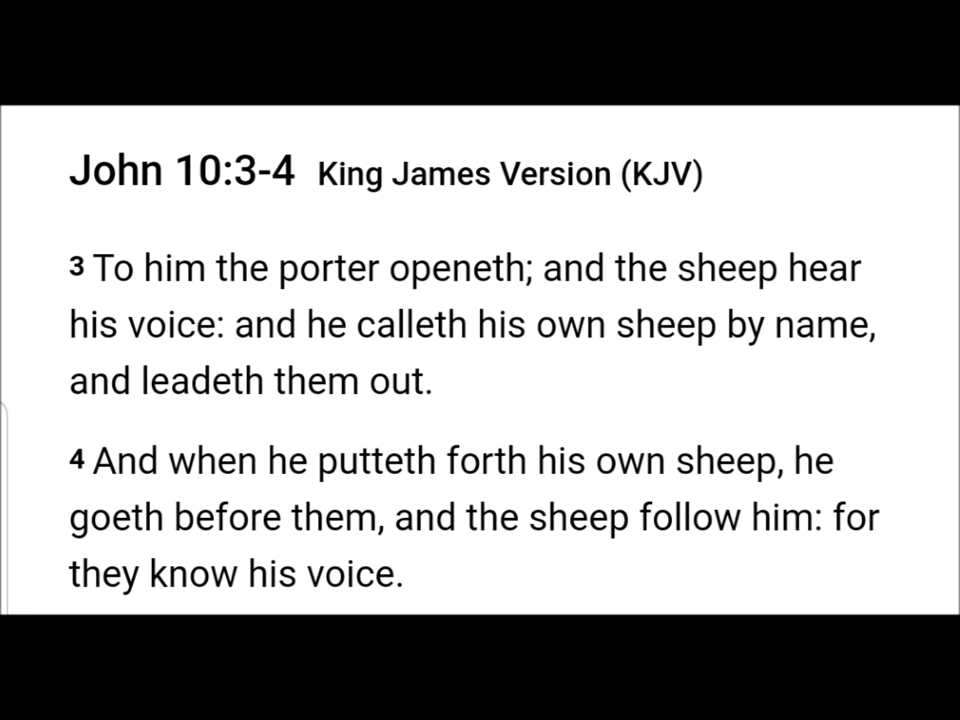 John 10:3-4 King James Version (KJV)
3 To him the porter openeth; and the sheep hear
his voice: and he calleth his own sheep by name,
and leadeth them out.
4 And when he putteth forth his own sheep, he
goeth before them, and the sheep follow him: for
they know his voice.